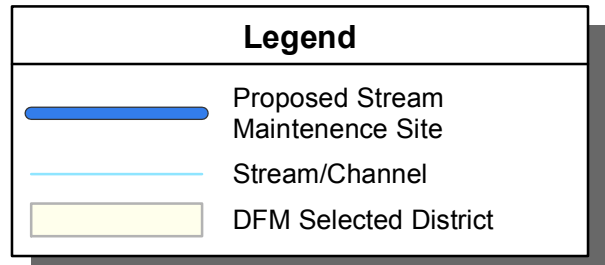 Legend
Proposed Stream
Maintenence Site
Stream/Channel
DFM Selected District